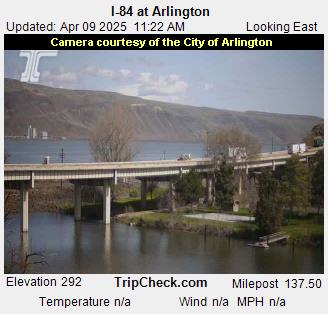 I-84 at Arlington
Updated: Apr 09 2025 11:22 AM Looking East
Camera courtesy of the City of Arlington
Elevation 292 TripCheck.com Milepost 137.50
Temperature n/a Wind n/a MPH n/a